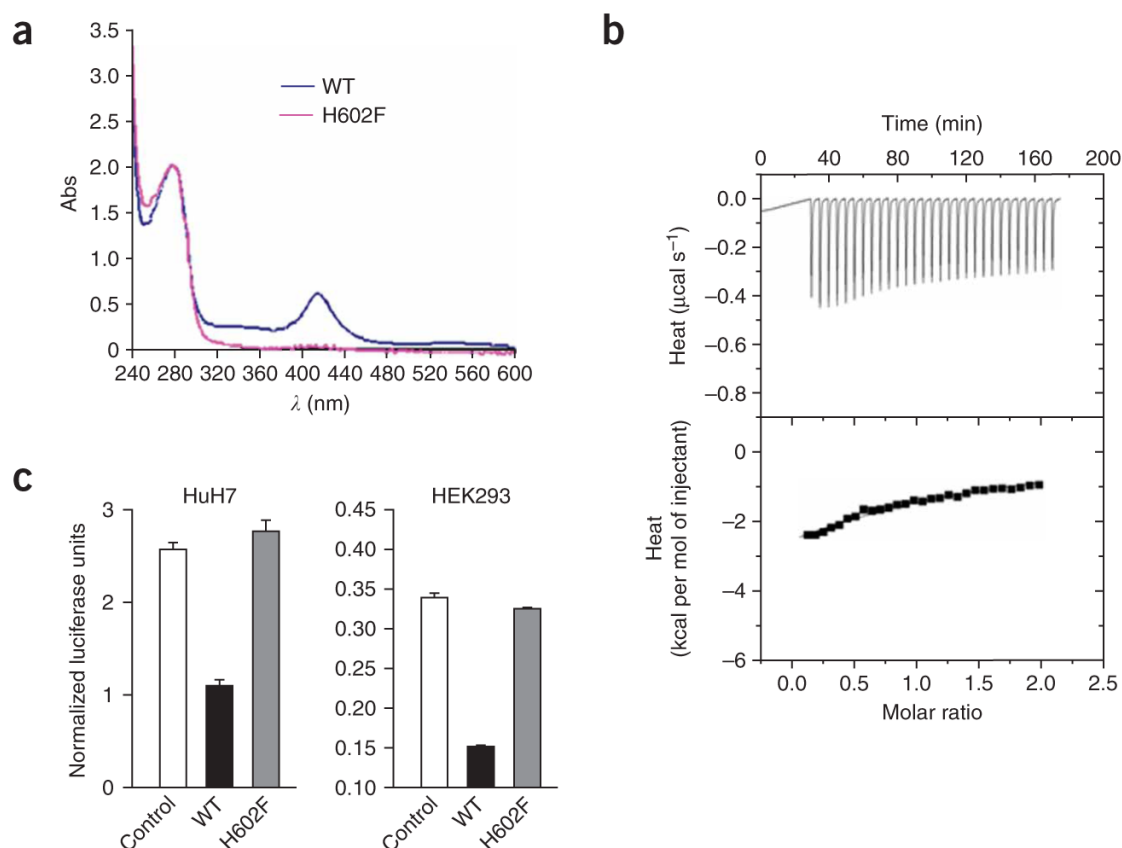 a
3.5
3.0
2.5
2.0
1.5
1.0
0.5
0
Abs
WT
H602F
240 280 320 360 400 440 480 520 560 600
λ (nm)
b
Time (min)
0 40 80 120 160 200
0.0
–0.2
–0.4
–0.6
–0.8
Heat (μcal s⁻¹)
0
–2
–4
–6
Heat
(kcal per mol of injectant)
0.0 0.5 1.0 1.5 2.0 2.5
Molar ratio
c
HuH7
3
2
1
0
Normalized luciferase units
Control WT H602F
HEK293
0.45
0.40
0.35
0.30
0.25
0.20
0.15
0.10
Control WT H602F